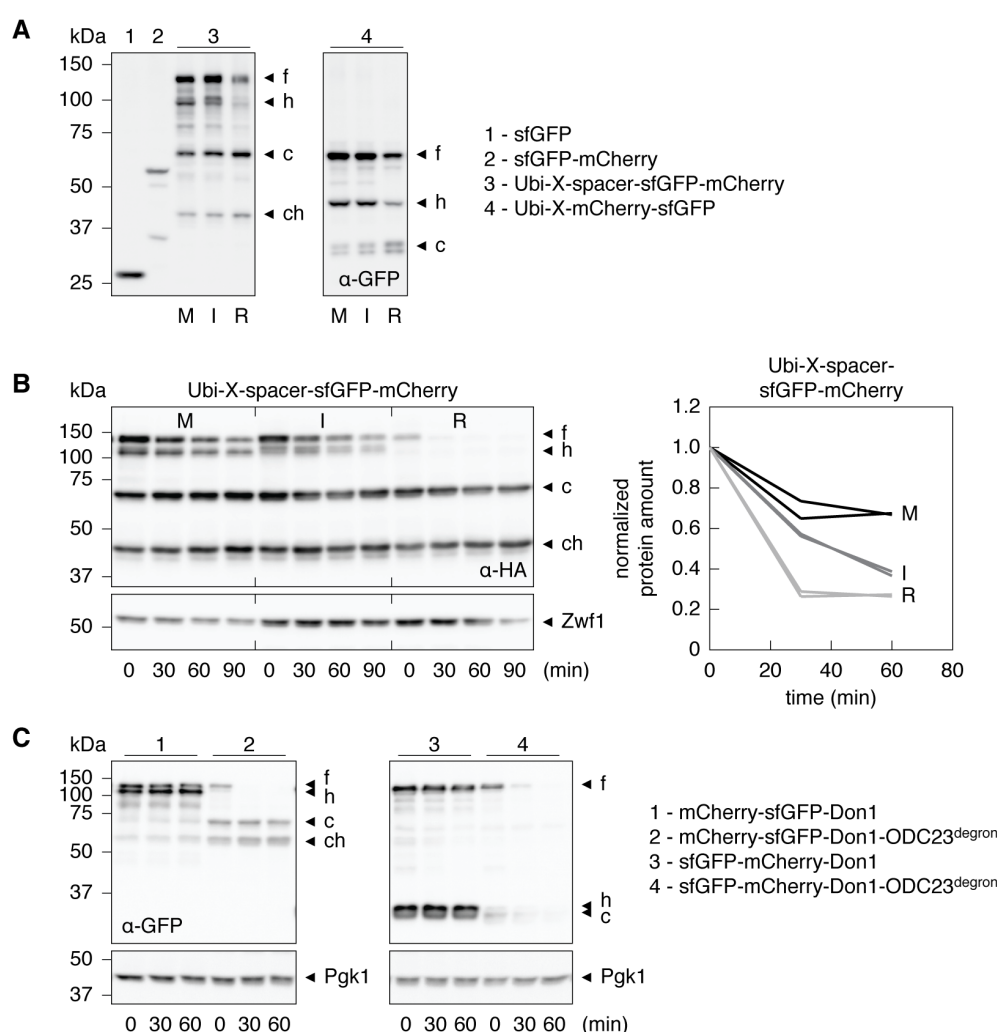 A
kDa 1 2 3 4
150
100
75
50
37
25
f
h
c
ch
f
h
c
α-GFP
M I R M I R
1 - sfGFP
2 - sfGFP-mCherry
3 - Ubi-X-spacer-sfGFP-mCherry
4 - Ubi-X-mCherry-sfGFP
B
kDa Ubi-X-spacer-sfGFP-mCherry
M I R
150
100
75
50
37
f
h
c
ch
α-HA
50
Zwf1
0 30 60 90 0 30 60 90 0 30 60 90 (min)
Ubi-X-spacer-
sfGFP-mCherry
normalized
protein amount
1.2
1.0
0.8
0.6
0.4
0.2
0
M
I
R
0 20 40 60 80
time (min)
C
kDa 1 2 3 4
150
100
75
50
37
f
h
c
ch
α-GFP
f
h
c
50
37
Pgk1
Pgk1
0 30 60 0 30 60 0 30 60 0 30 60 (min)
1 - mCherry-sfGFP-Don1
2 - mCherry-sfGFP-Don1-ODC23degron
3 - sfGFP-mCherry-Don1
4 - sfGFP-mCherry-Don1-ODC23degron